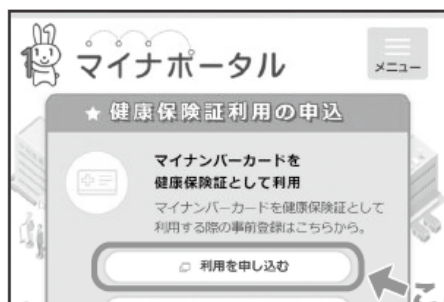 マイナポータル
メニュー
★ 健康保険証利用の申込
マイナンバーカードを
健康保険証として利用
マイナンバーカードを健康保険証として
利用する際の事前登録はこちらから。
利用を申し込む
こ